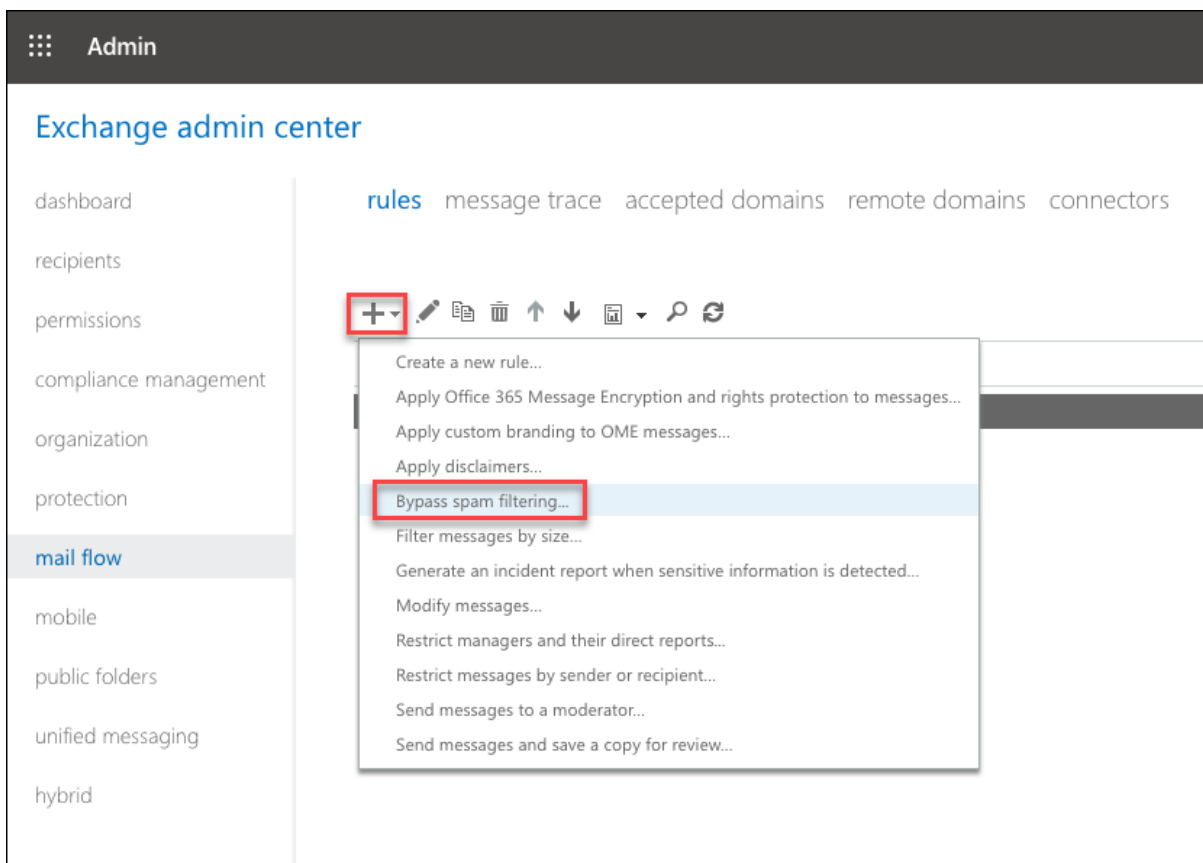 Admin
Exchange admin center
dashboard
recipients
permissions
compliance management
organization
protection
mail flow
mobile
public folders
unified messaging
hybrid
rules message trace accepted domains remote domains connectors
Create a new rule...
Apply Office 365 Message Encryption and rights protection to messages...
Apply custom branding to OME messages...
Apply disclaimers...
Bypass spam filtering...
Filter messages by size...
Generate an incident report when sensitive information is detected...
Modify messages...
Restrict managers and their direct reports...
Restrict messages by sender or recipient...
Send messages to a moderator...
Send messages and save a copy for review...